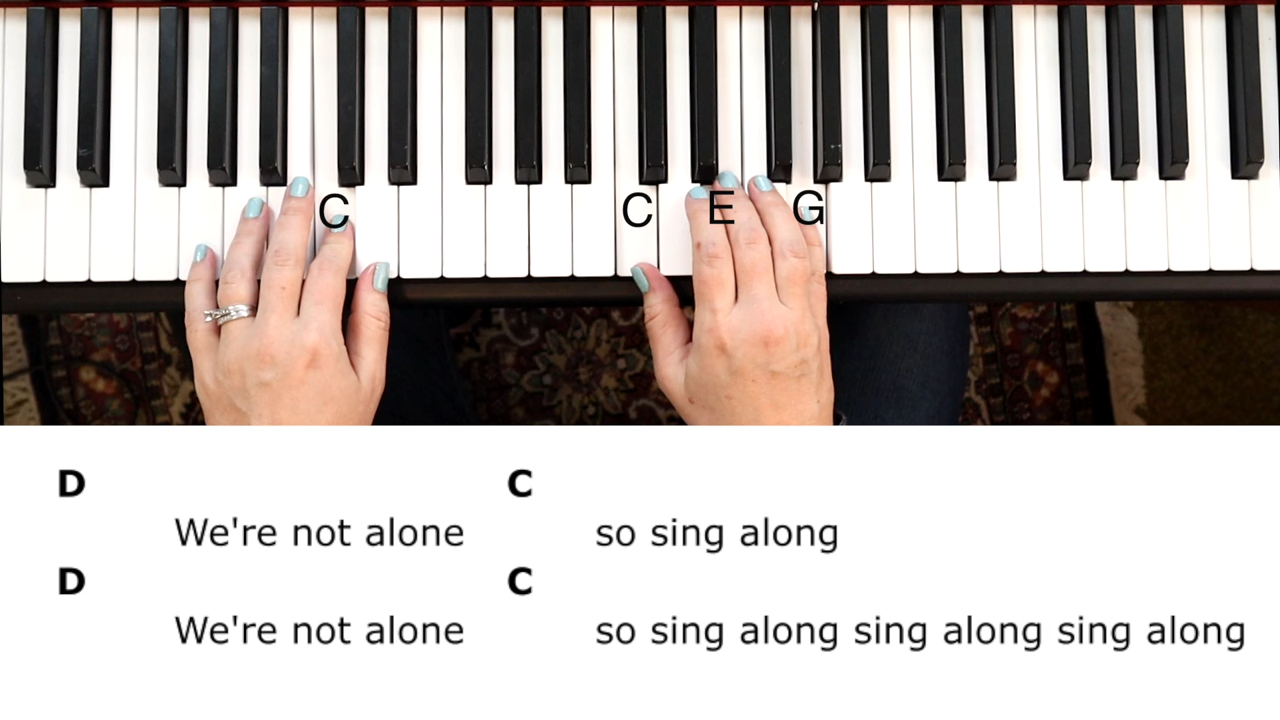 C C E G
D C
We're not alone so sing along
D C
We're not alone so sing along sing along sing along